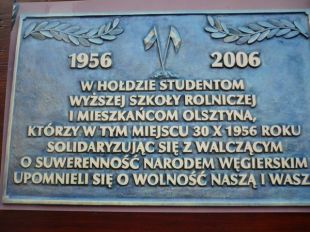 1956 2006
W HOŁDZIE STUDENTOM
WYŻSZEJ SZKOŁY ROLNICZEJ
I MIESZKAŃCOM OLSZTYNA,
KTÓRZY W TYM MIEJSCU 30 X 1956 ROKU
SOLIDARYZUJĄC SIĘ Z WALCZĄCYM
O SUWERENNOŚĆ NARODEM WĘGIERSKIM
UPOMNIELI SIĘ O WOLNOŚĆ NASZĄ I WASZ